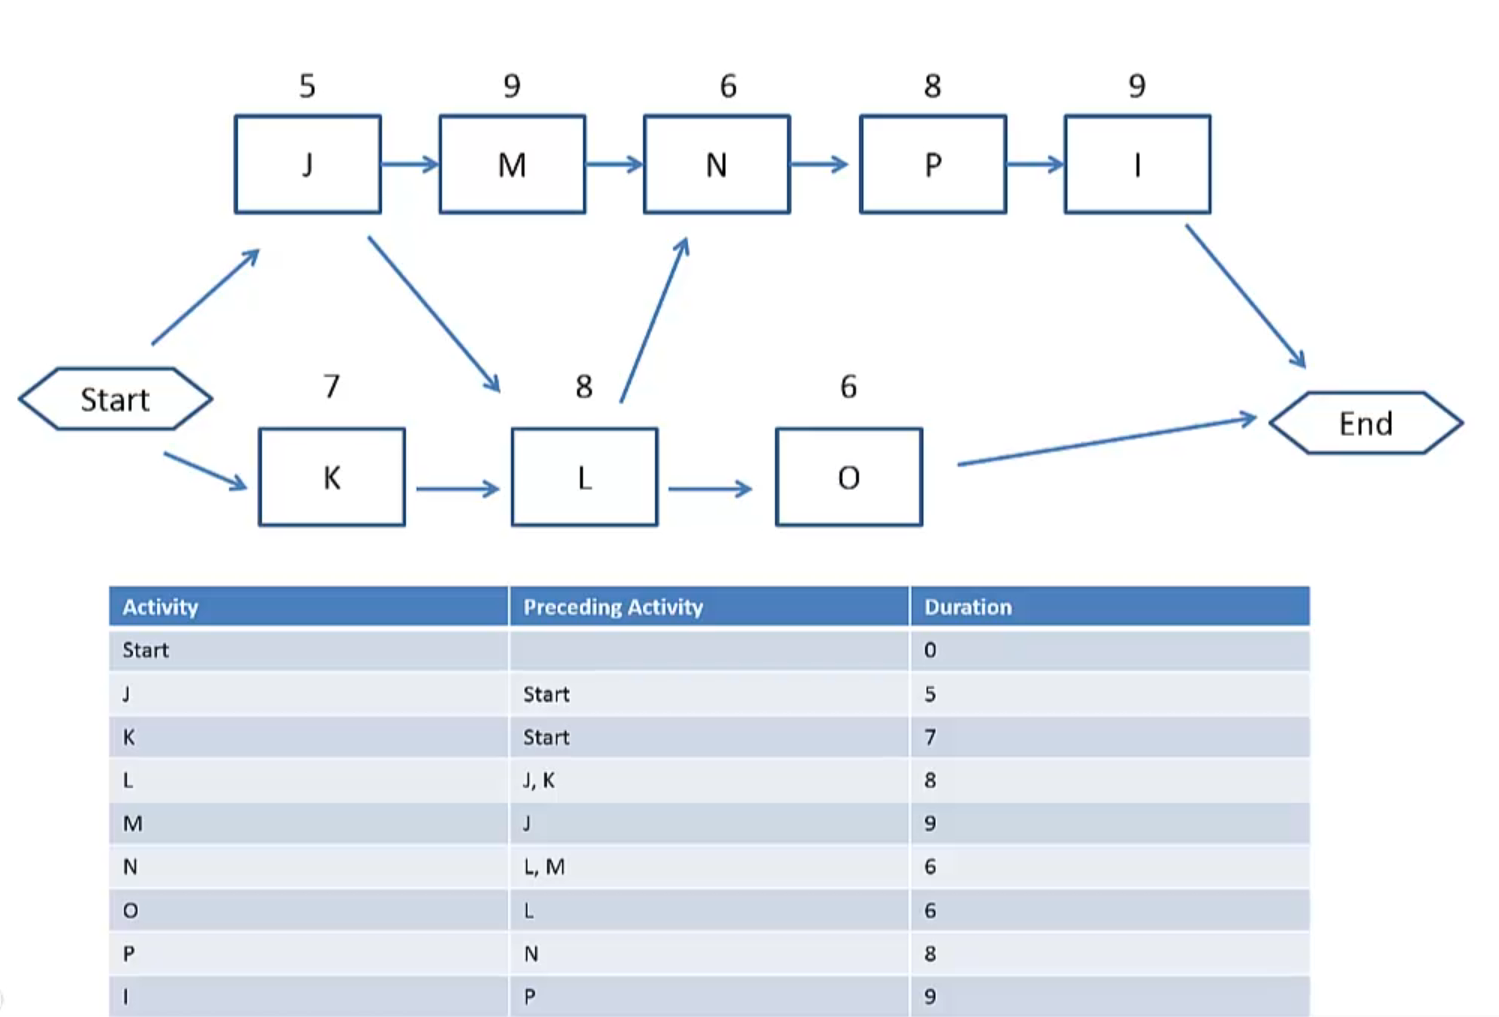 5 9 6 8 9
J M N P I
Start
7 8 6
End
K L O
Activity Preceding Activity Duration
Start 0
J Start 5
K Start 7
L J, K 8
M J 9
N L, M 6
O L 6
P N 8
I P 9